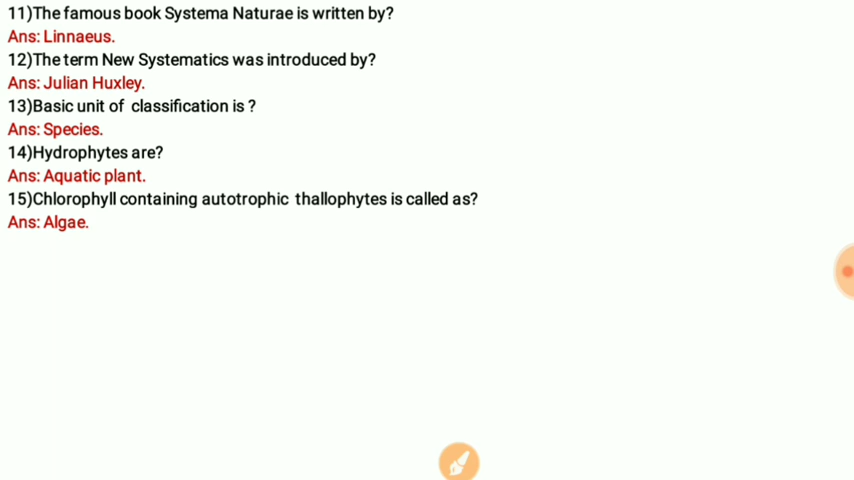 11)The famous book Systema Naturae is written by?
Ans: Linnaeus.
12)The term New Systematics was introduced by?
Ans: Julian Huxley.
13)Basic unit of classification is ?
Ans: Species.
14)Hydrophytes are?
Ans: Aquatic plant.
15)Chlorophyll containing autotrophic thallophytes is called as?
Ans: Algae.